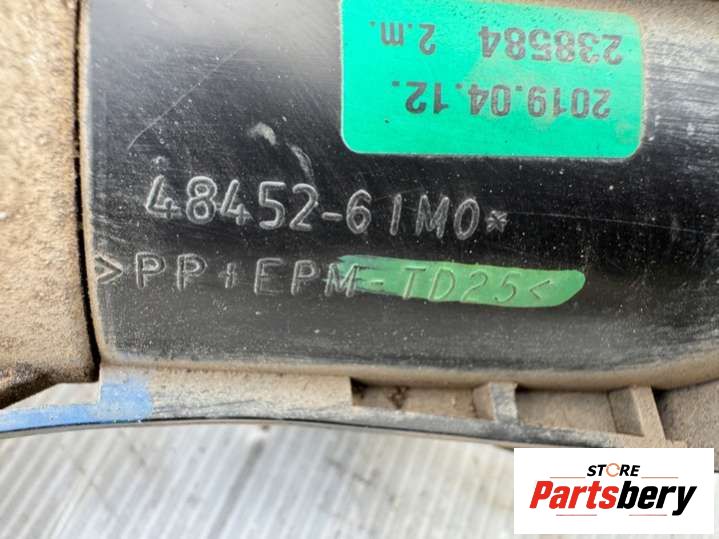 2019.04.12.
238584 2.m.
48452-61M0*
>PP+EPM-TD25<
STORE
Partsbery